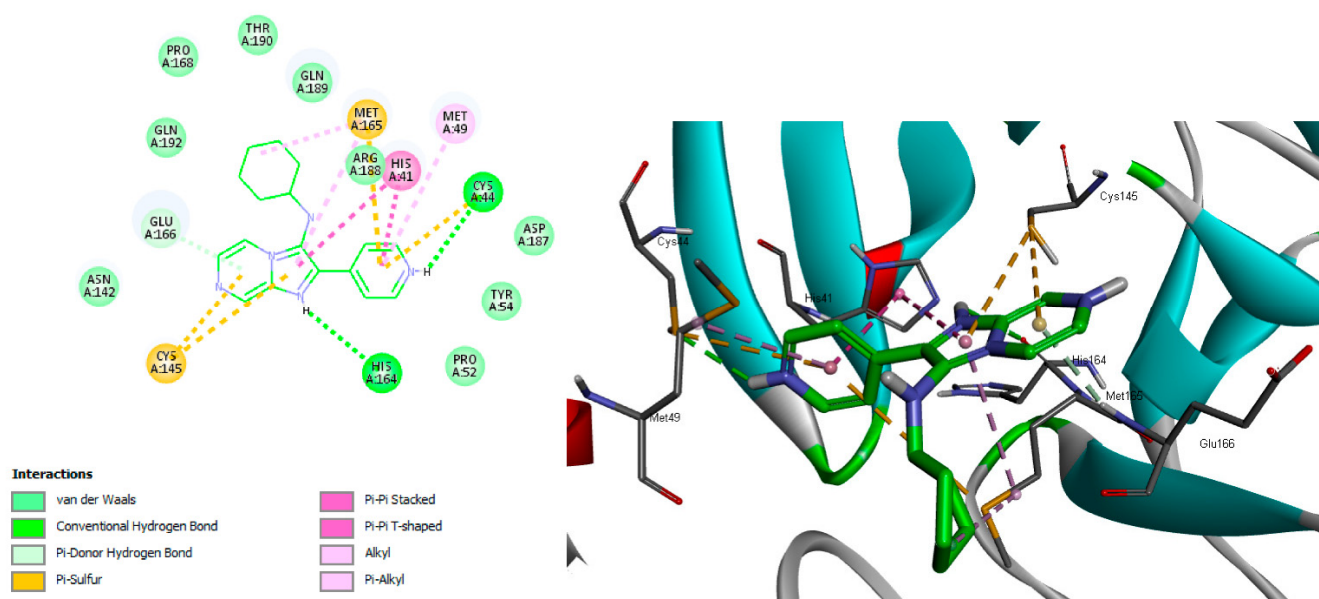 THR
A:190
PRO
A:168
GLN
A:189
MET
A:165
MET
A:49
GLN
A:192
ARG
A:188
HIS
A:41
CYS
A:44
GLU
A:166
ASP
A:187
ASN
A:142
TYR
A:54
CYS
A:145
HIS
A:164
PRO
A:52
N
N
N
N
N
H
H
Interactions
van der Waals
Conventional Hydrogen Bond
Pi-Donor Hydrogen Bond
Pi-Sulfur
Pi-Pi Stacked
Pi-Pi T-shaped
Alkyl
Pi-Alkyl
Cys145
Cys44
His41
His164
Met165
Met49
Glu166